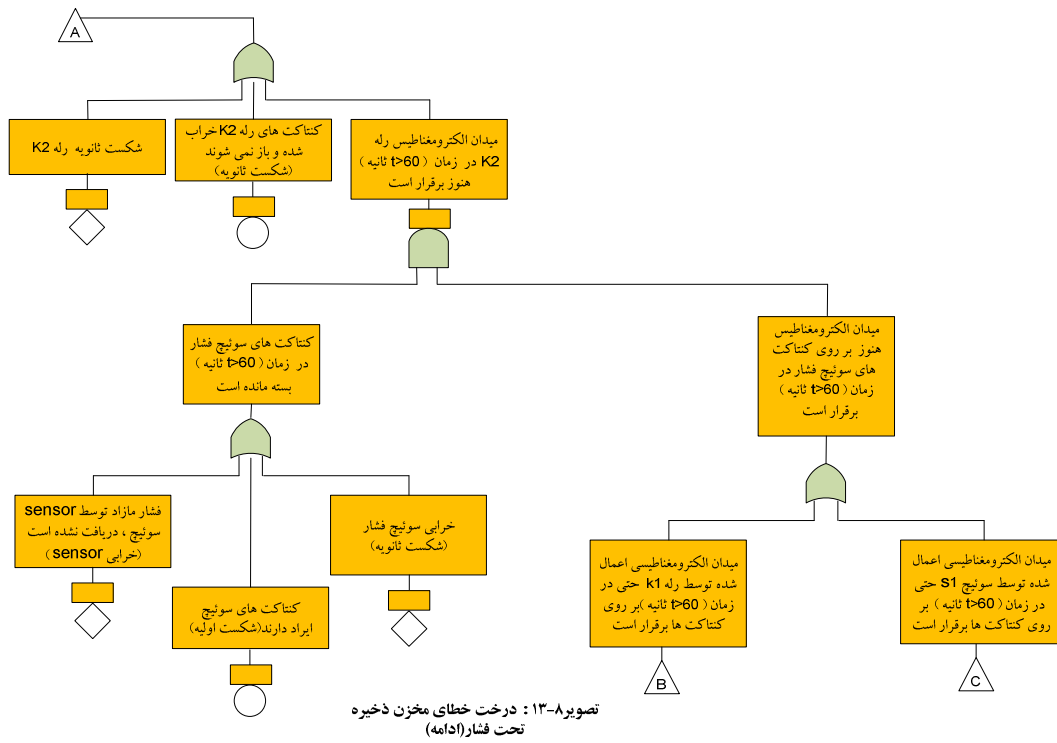 A
شکست ثانویه رله K2
کنتاکت های رله K2 خراب
شده و باز نمی شوند
(شکست ثانویه)
میدان الکترومغناطیس رله
K2 در زمان ( t>60 ثانیه )
هنوز برقرار است
کنتاکت های سوئیچ فشار
در زمان ( t>60 ثانیه )
بسته مانده است
میدان الکترومغناطیس
هنوز بر روی کنتاکت
های سوئیچ فشار در
زمان ( t>60 ثانیه )
برقرار است
فشار مازاد توسط sensor
سوئیچ ، دریافت نشده است
(خرابی sensor)
کنتاکت های سوئیچ
ایراد دارند(شکست اولیه)
خرابی سوئیچ فشار
(شکست ثانویه)
میدان الکترومغناطیسی اعمال
شده توسط رله k1 حتی در
زمان ( t>60 ثانیه )بر روی
کنتاکت ها برقرار است
میدان الکترومغناطیسی اعمال
شده توسط سوئیچ s1 حتی
در زمان ( t>60 ثانیه ) بر
روی کنتاکت ها برقرار است
B
C
تصویر۸-۱۳ : درخت خطای مخزن ذخیره
تحت فشار(ادامه)